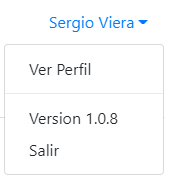 Sergio Viera
Ver Perfil
Version 1.0.8
Salir